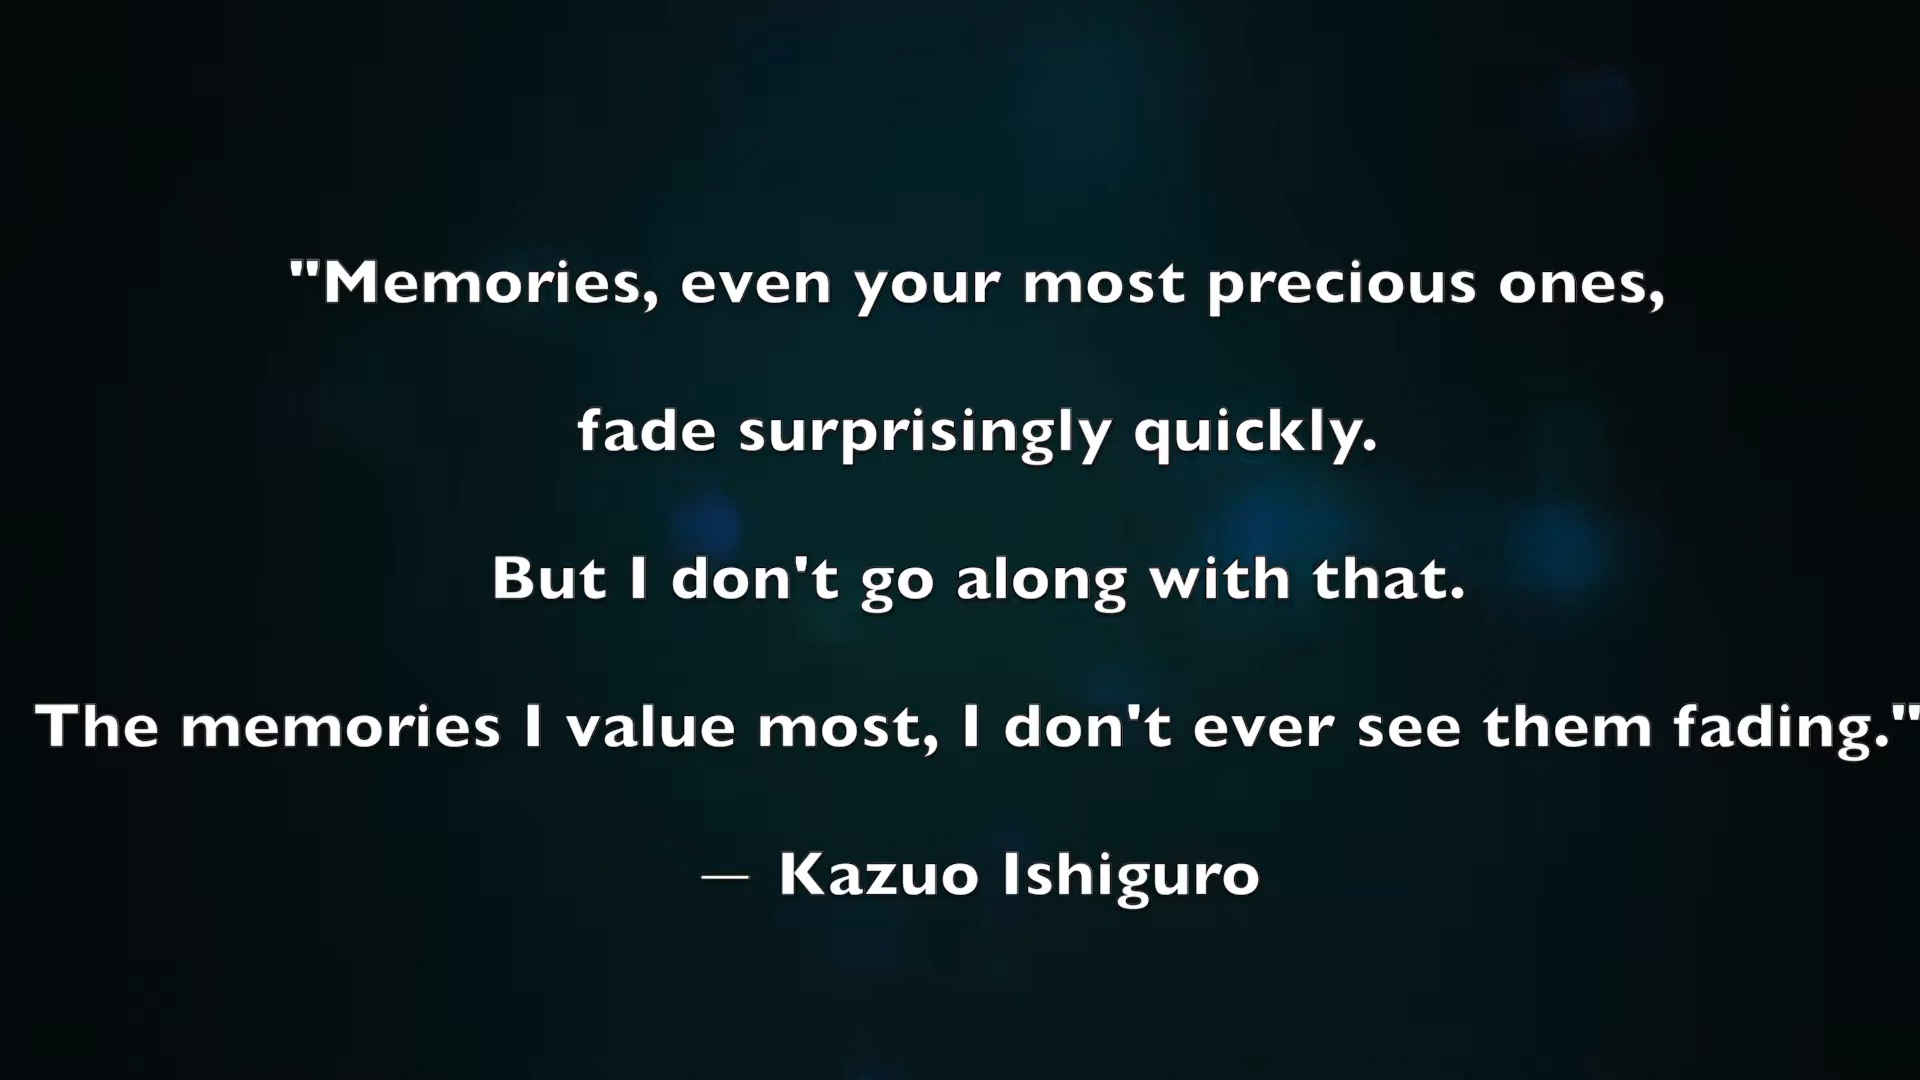 "Memories, even your most precious ones,
fade surprisingly quickly.
But I don't go along with that.
The memories I value most, I don't ever see them fading."
— Kazuo Ishiguro